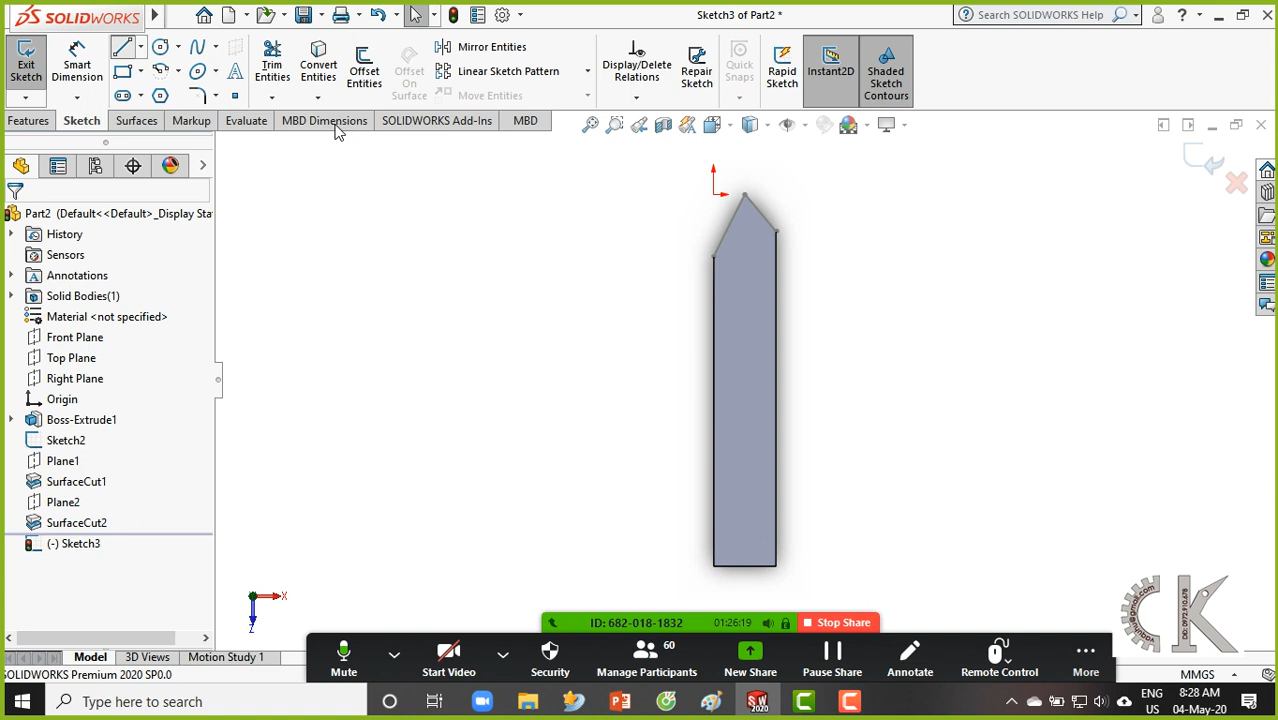 SOLIDWORKS
Sketch3 of Part2 *
Search SOLIDWORKS Help
Exit Sketch
Smart Dimension
Trim Entities
Convert Entities
Offset Entities
Offset On Surface
Mirror Entities
Linear Sketch Pattern
Move Entities
Display/Delete Relations
Repair Sketch
Quick Snaps
Rapid Sketch
Instant2D
Shaded Sketch Contours
Features
Sketch
Surfaces
Markup
Evaluate
MBD Dimensions
SOLIDWORKS Add-Ins
MBD
Part2 (Default<<Default>_Display Sta
History
Sensors
Annotations
Solid Bodies(1)
Material <not specified>
Front Plane
Top Plane
Right Plane
Origin
Boss-Extrude1
Sketch2
Plane1
SurfaceCut1
Plane2
SurfaceCut2
(-) Sketch3
X
Z
ID: 682-018-1832
01:26:19
Stop Share
Mute
Start Video
Security
60
Manage Participants
New Share
Pause Share
Annotate
Remote Control
More
Model
3D Views
Motion Study 1
SOLIDWORKS Premium 2020 SP0.0
MMGS
Type here to search
SW
2020
ENG
US
8:28 AM
04-May-20